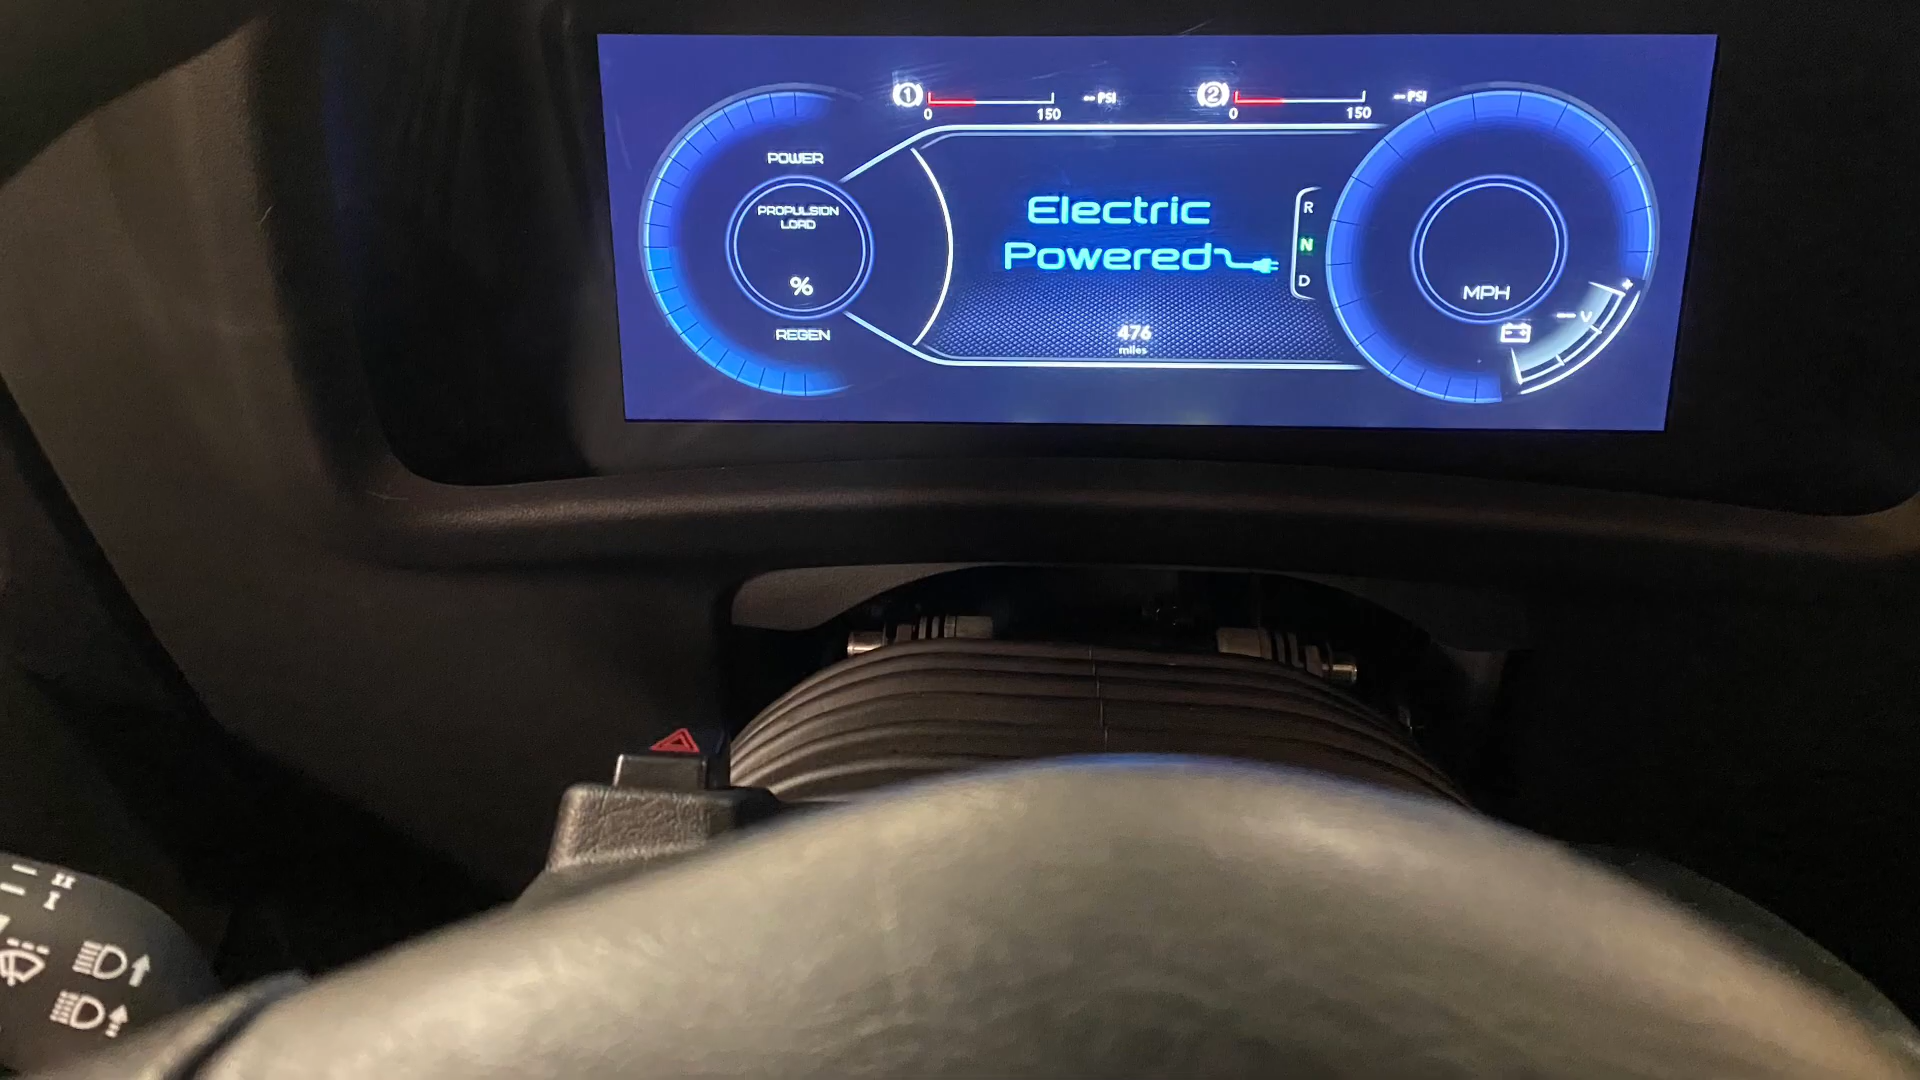 1
0 150
-- PSI
2
0 150
-- PSI
POWER
PROPULSION
LOAD
%
REGEN
Electric
Powered
476
miles
R
N
D
MPH
--- V